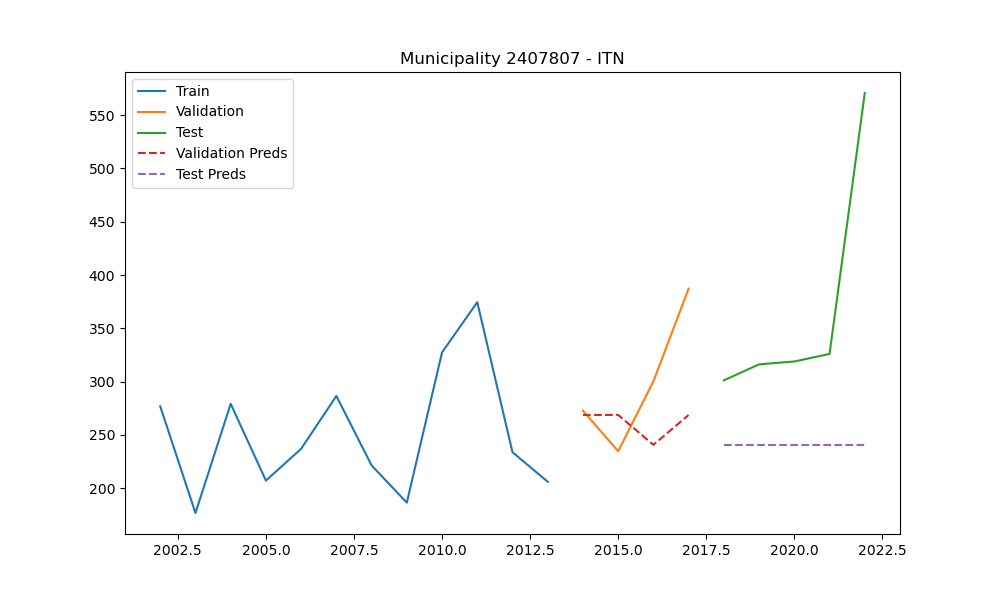 Municipality 2407807 - ITN
Train
Validation
Test
Validation Preds
Test Preds
550
500
450
400
350
300
250
200
2002.5 2005.0 2007.5 2010.0 2012.5 2015.0 2017.5 2020.0 2022.5